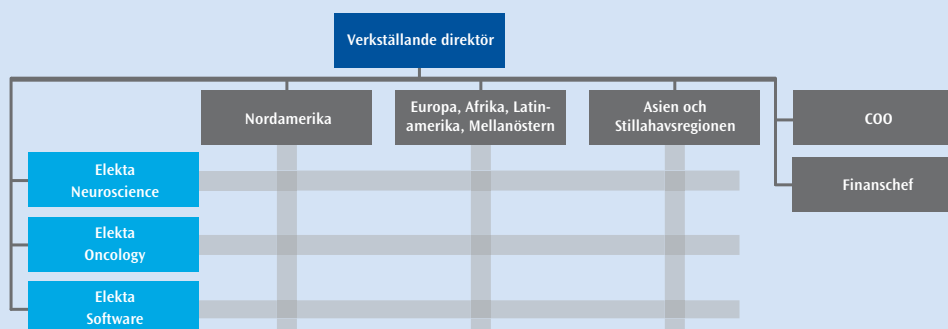 Verkställande direktör
Nordamerika
Europa, Afrika, Latin-
amerika, Mellanöstern
Asien och
Stillahavsregionen
COO
Finanschef
Elekta
Neuroscience
Elekta
Oncology
Elekta
Software